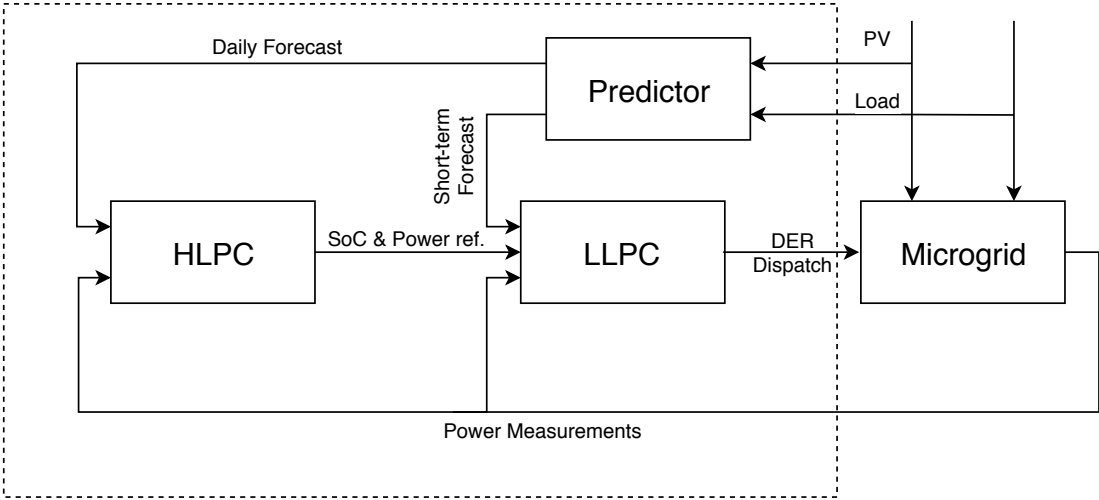 Daily Forecast
PV
Predictor
Load
Short-term
Forecast
HLPC
SoC & Power ref.
LLPC
DER
Dispatch
Microgrid
Power Measurements